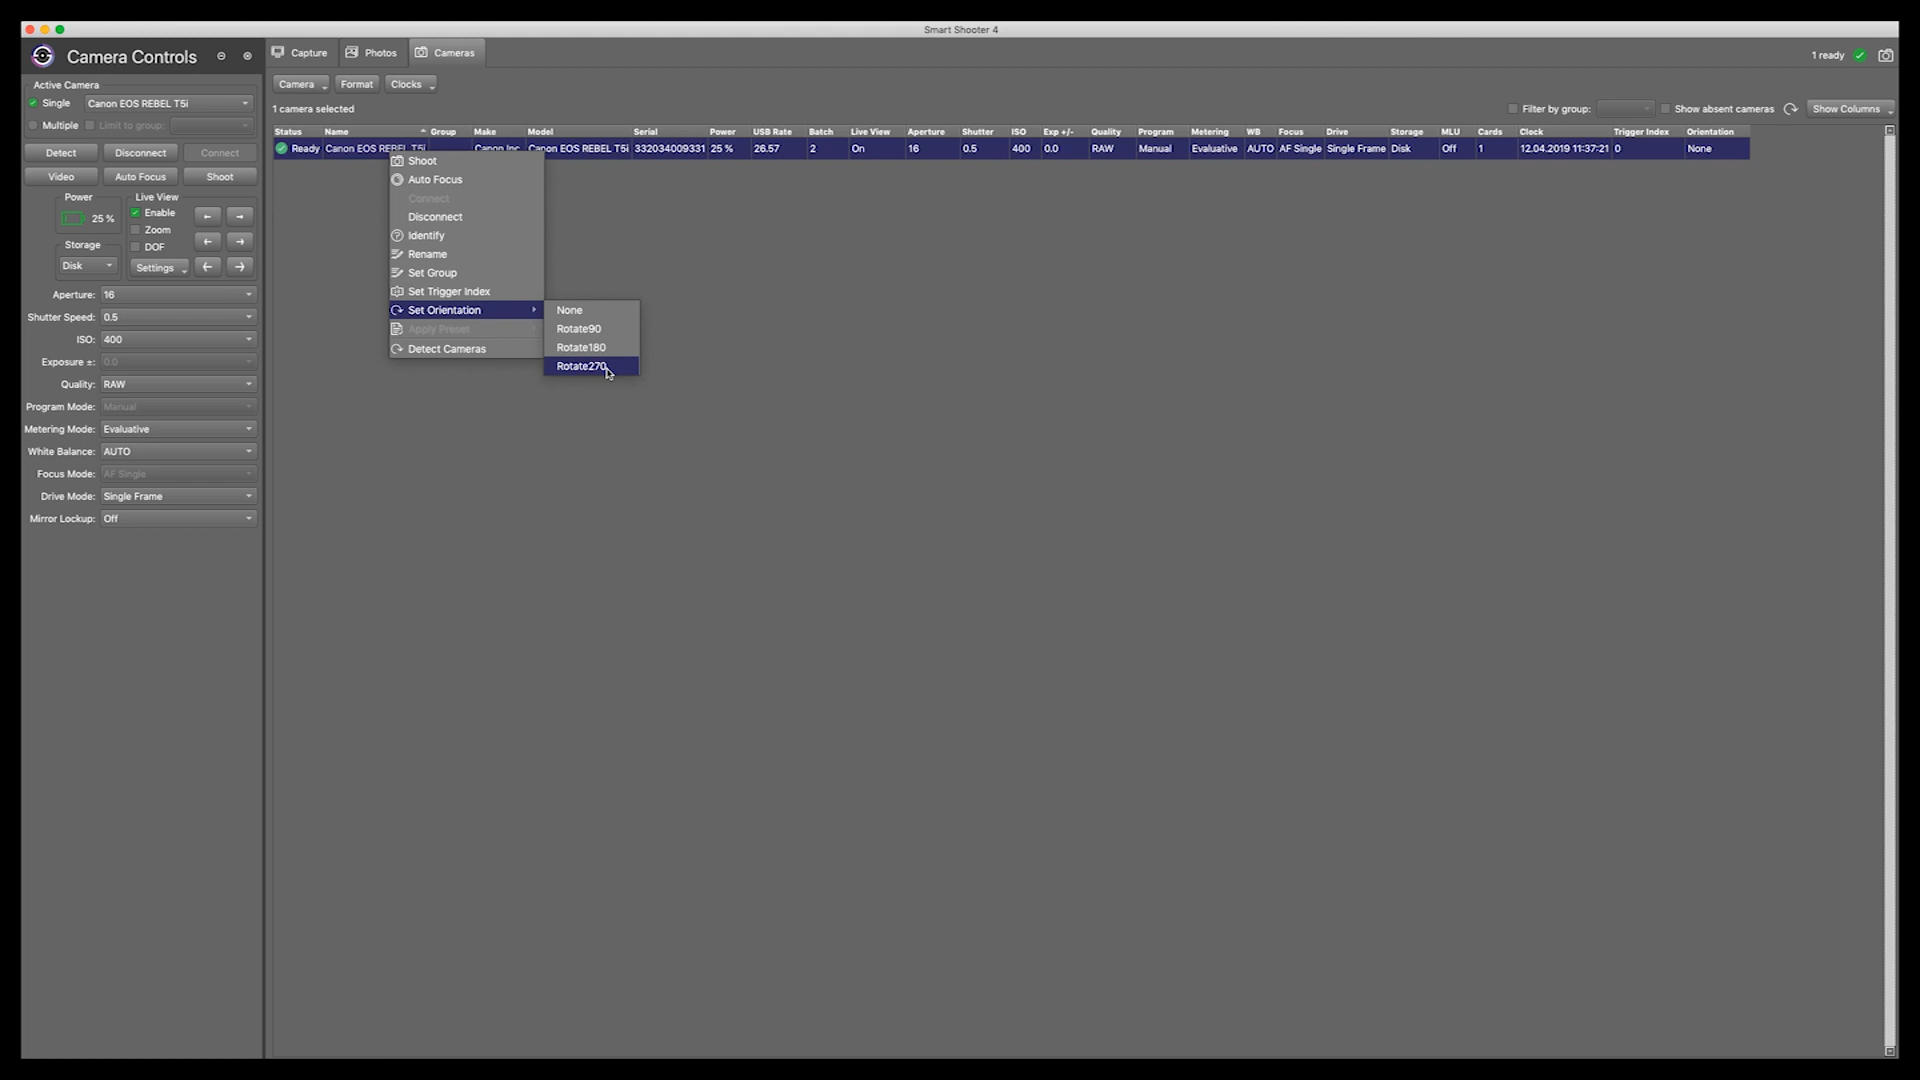 Smart Shooter 4
Camera Controls
Capture Photos Cameras
1 ready
Active Camera
Single Canon EOS REBEL T5i
Multiple Limit to group:
Detect Disconnect Connect
Video Auto Focus Shoot
Power Live View
25 % Enable
Zoom
Storage DOF
Disk Settings
Aperture: 16
Shutter Speed: 0.5
ISO: 400
Exposure ±: 0.0
Quality: RAW
Program Mode: Manual
Metering Mode: Evaluative
White Balance: AUTO
Focus Mode: AF Single
Drive Mode: Single Frame
Mirror Lockup: Off
Camera Format Clocks
1 camera selected
Filter by group: Show absent cameras Show Columns
Status Name Group Make Model Serial Power USB Rate Batch Live View Aperture Shutter ISO Exp +/- Quality Program Metering WB Focus Drive Storage MLU Cards Clock Trigger Index Orientation
Ready Canon EOS REBEL T5i Canon Inc Canon EOS REBEL T5i 332034009331 25 % 26.57 2 On 16 0.5 400 0.0 RAW Manual Evaluative AUTO AF Single Single Frame Disk Off 1 12.04.2019 11:37:21 0 None
Shoot
Auto Focus
Connect
Disconnect
Identify
Rename
Set Group
Set Trigger Index
Set Orientation
Apply Preset
Detect Cameras
None
Rotate90
Rotate180
Rotate270